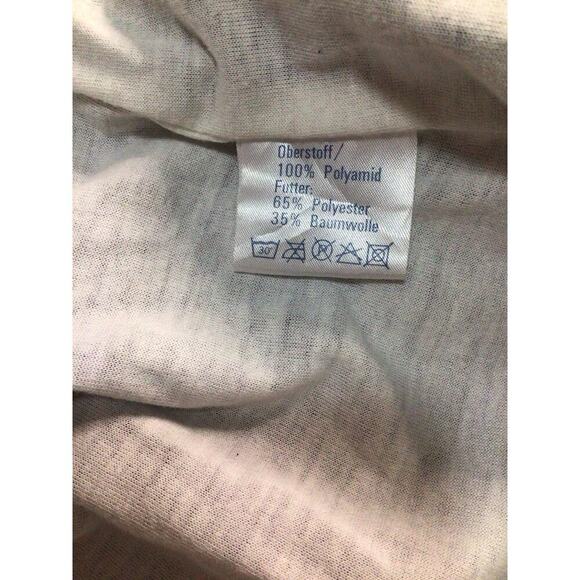 Oberstoff/
100% Polyamid
Futter:
65% Polyester
35% Baumwolle
30°